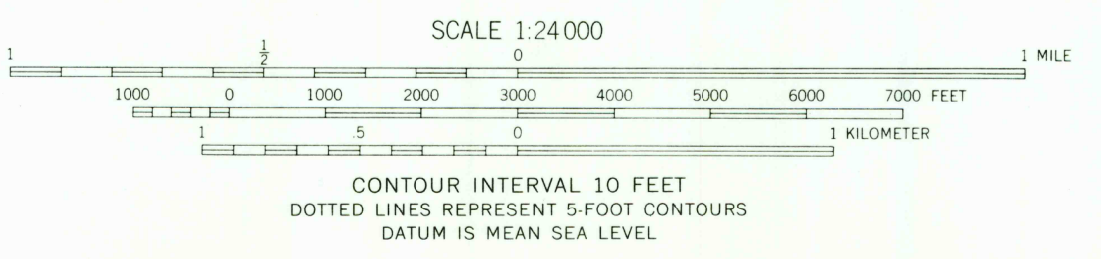 SCALE 1:24 000
1 1/2 0 1 MILE
1000 0 1000 2000 3000 4000 5000 6000 7000 FEET
1 .5 0 1 KILOMETER
CONTOUR INTERVAL 10 FEET
DOTTED LINES REPRESENT 5-FOOT CONTOURS
DATUM IS MEAN SEA LEVEL